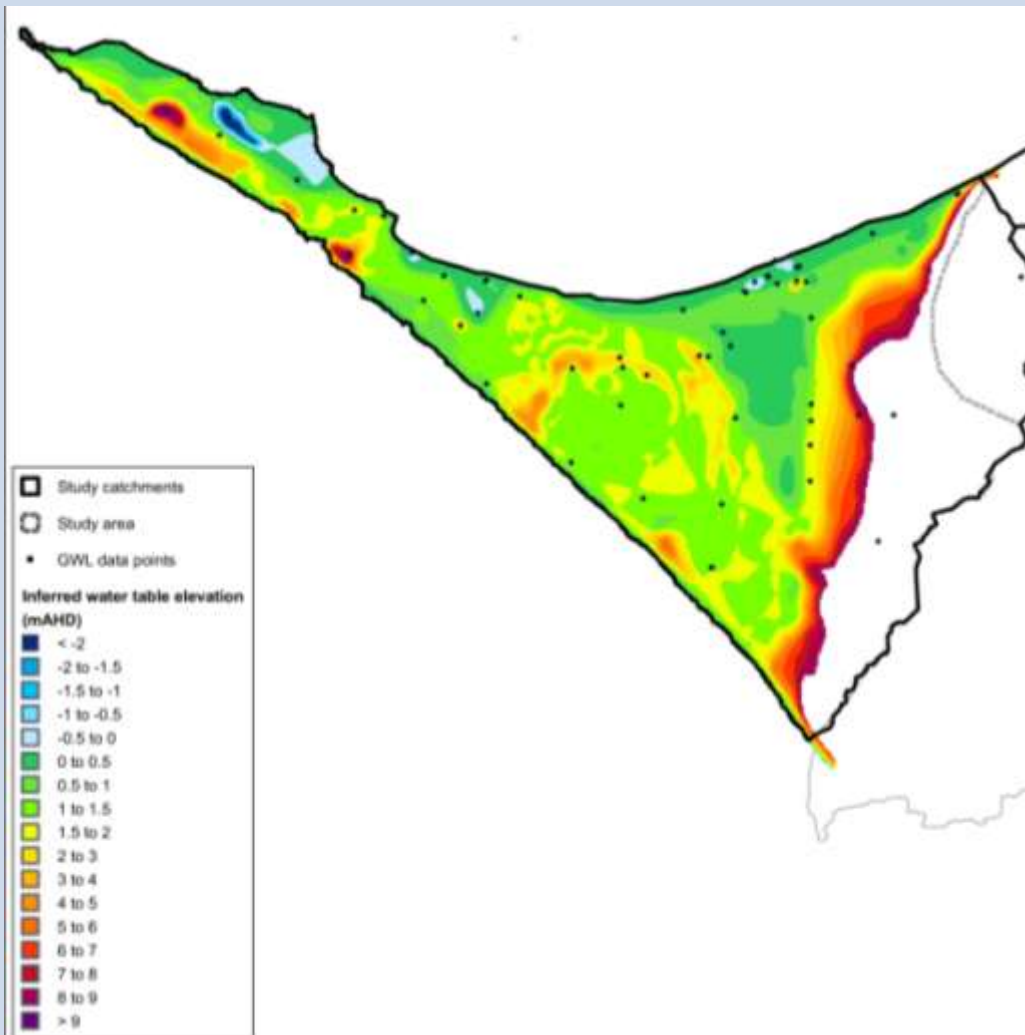 Study catchments
Study area
GWL data points
Inferred water table elevation
(mAHD)
< -2
-2 to -1.5
-1.5 to -1
-1 to -0.5
-0.5 to 0
0 to 0.5
0.5 to 1
1 to 1.5
1.5 to 2
2 to 3
3 to 4
4 to 5
5 to 6
6 to 7
7 to 8
8 to 9
> 9